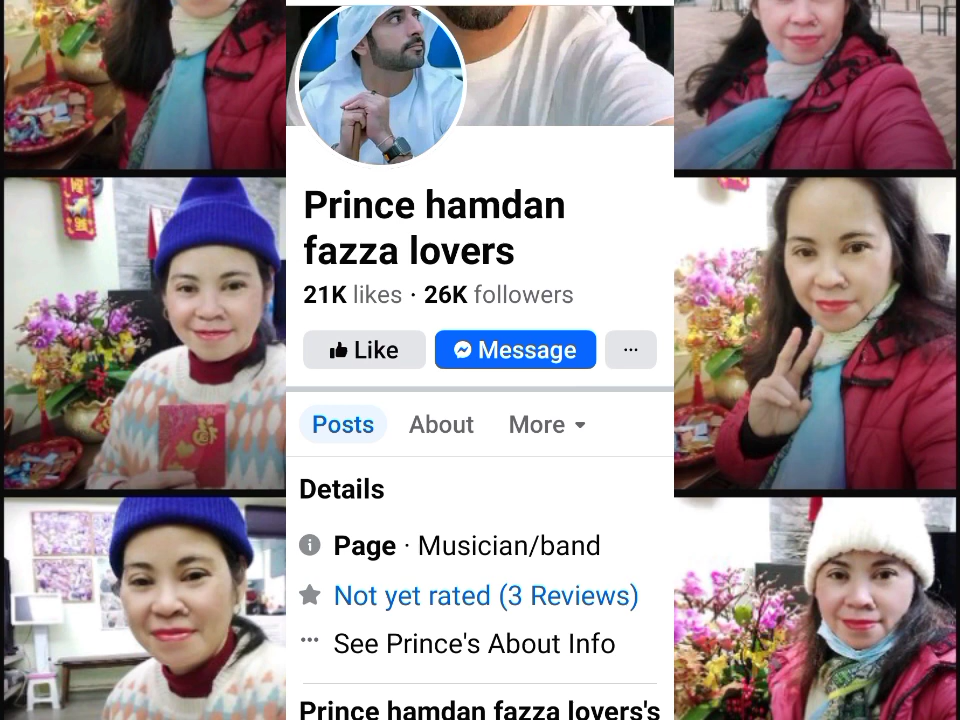 Prince hamdan
fazza lovers
21K likes · 26K followers
Like
Message
Posts
About
More
Details
Page · Musician/band
Not yet rated (3 Reviews)
See Prince's About Info
Prince hamdan fazza lovers's
福